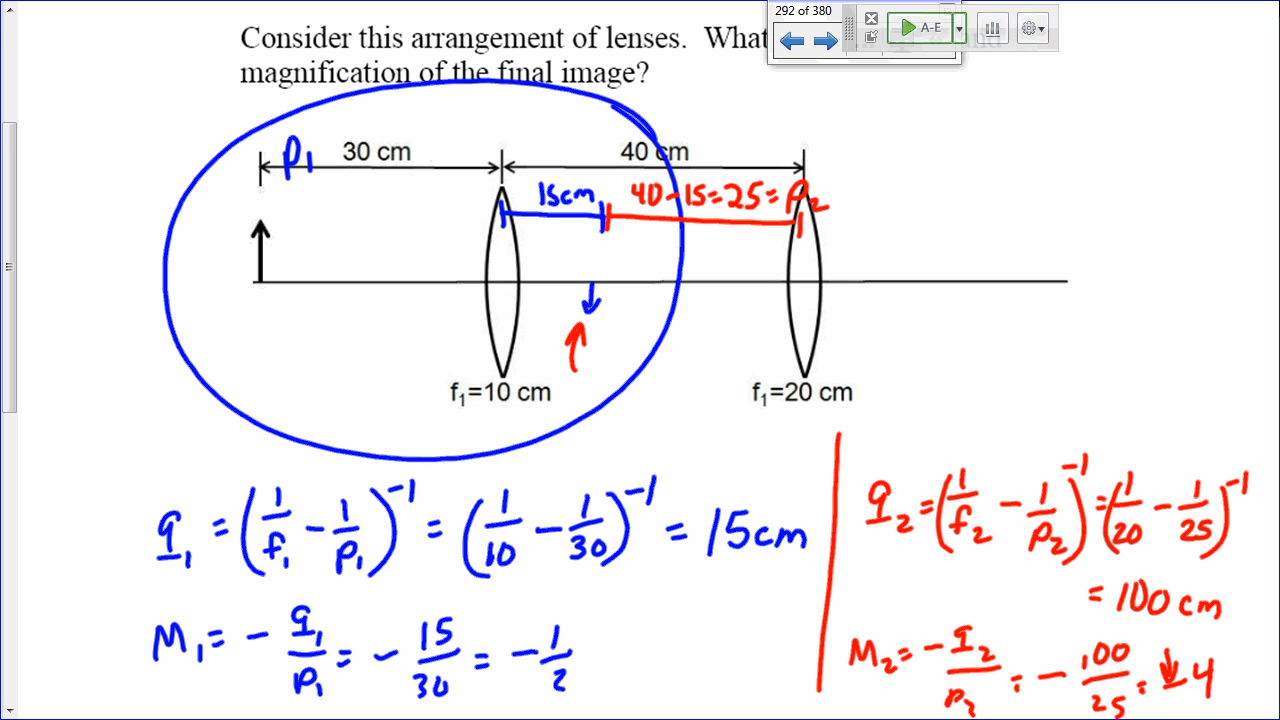 292 of 380
A-E
Consider this arrangement of lenses. What
magnification of the final image?
P₁ 30 cm 40 cm
15cm 40-15=25=P₂
f₁=10 cm f₁=20 cm
q₁ = (1/f₁ - 1/P₁)⁻¹ = (1/10 - 1/30)⁻¹ = 15cm
M₁ = - q₁/P₁ = - 15/30 = - 1/2
q₂ = (1/f₂ - 1/P₂)⁻¹ = (1/20 - 1/25)⁻¹
= 100 cm
M₂ = - q₂/P₂ = - 100/25 = -4